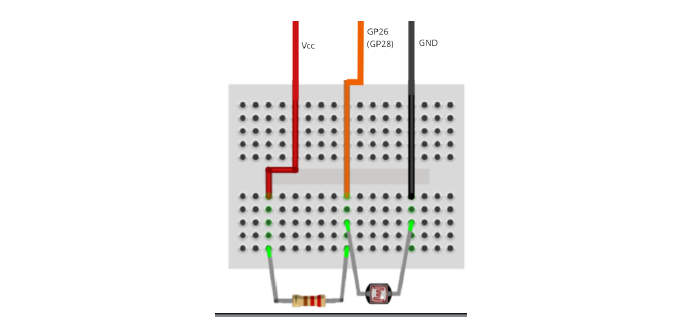 Vcc
GP26
(GP28)
GND